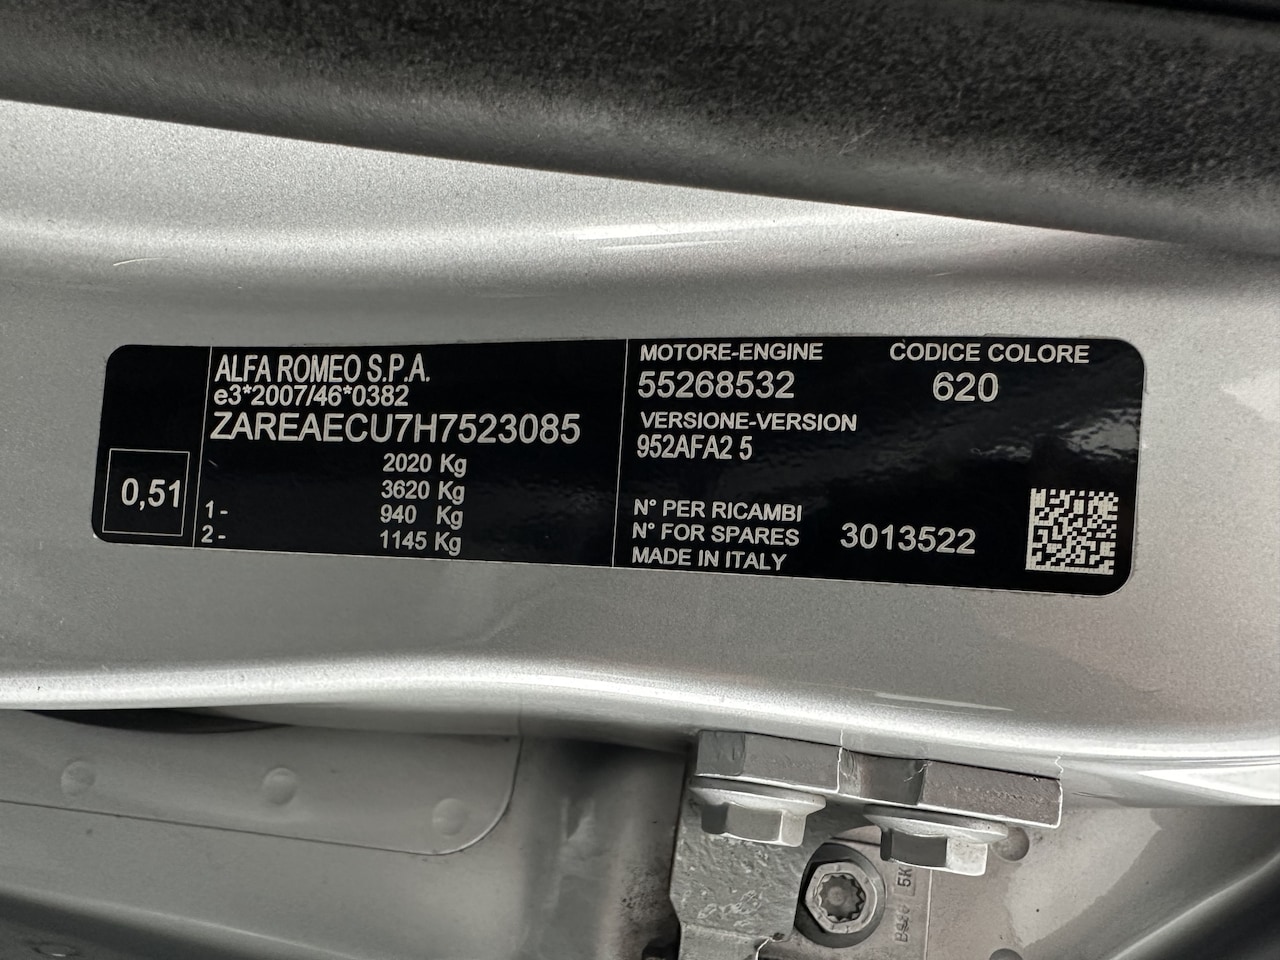 ALFA ROMEO S.P.A.
e3*2007/46*0382
ZAREAECU7H7523085
2020 Kg
3620 Kg
1- 940 Kg
2- 1145 Kg
0,51
MOTORE-ENGINE
55268532
CODICE COLORE
620
VERSIONE-VERSION
952AFA2 5
N° PER RICAMBI
N° FOR SPARES 3013522
MADE IN ITALY
5K